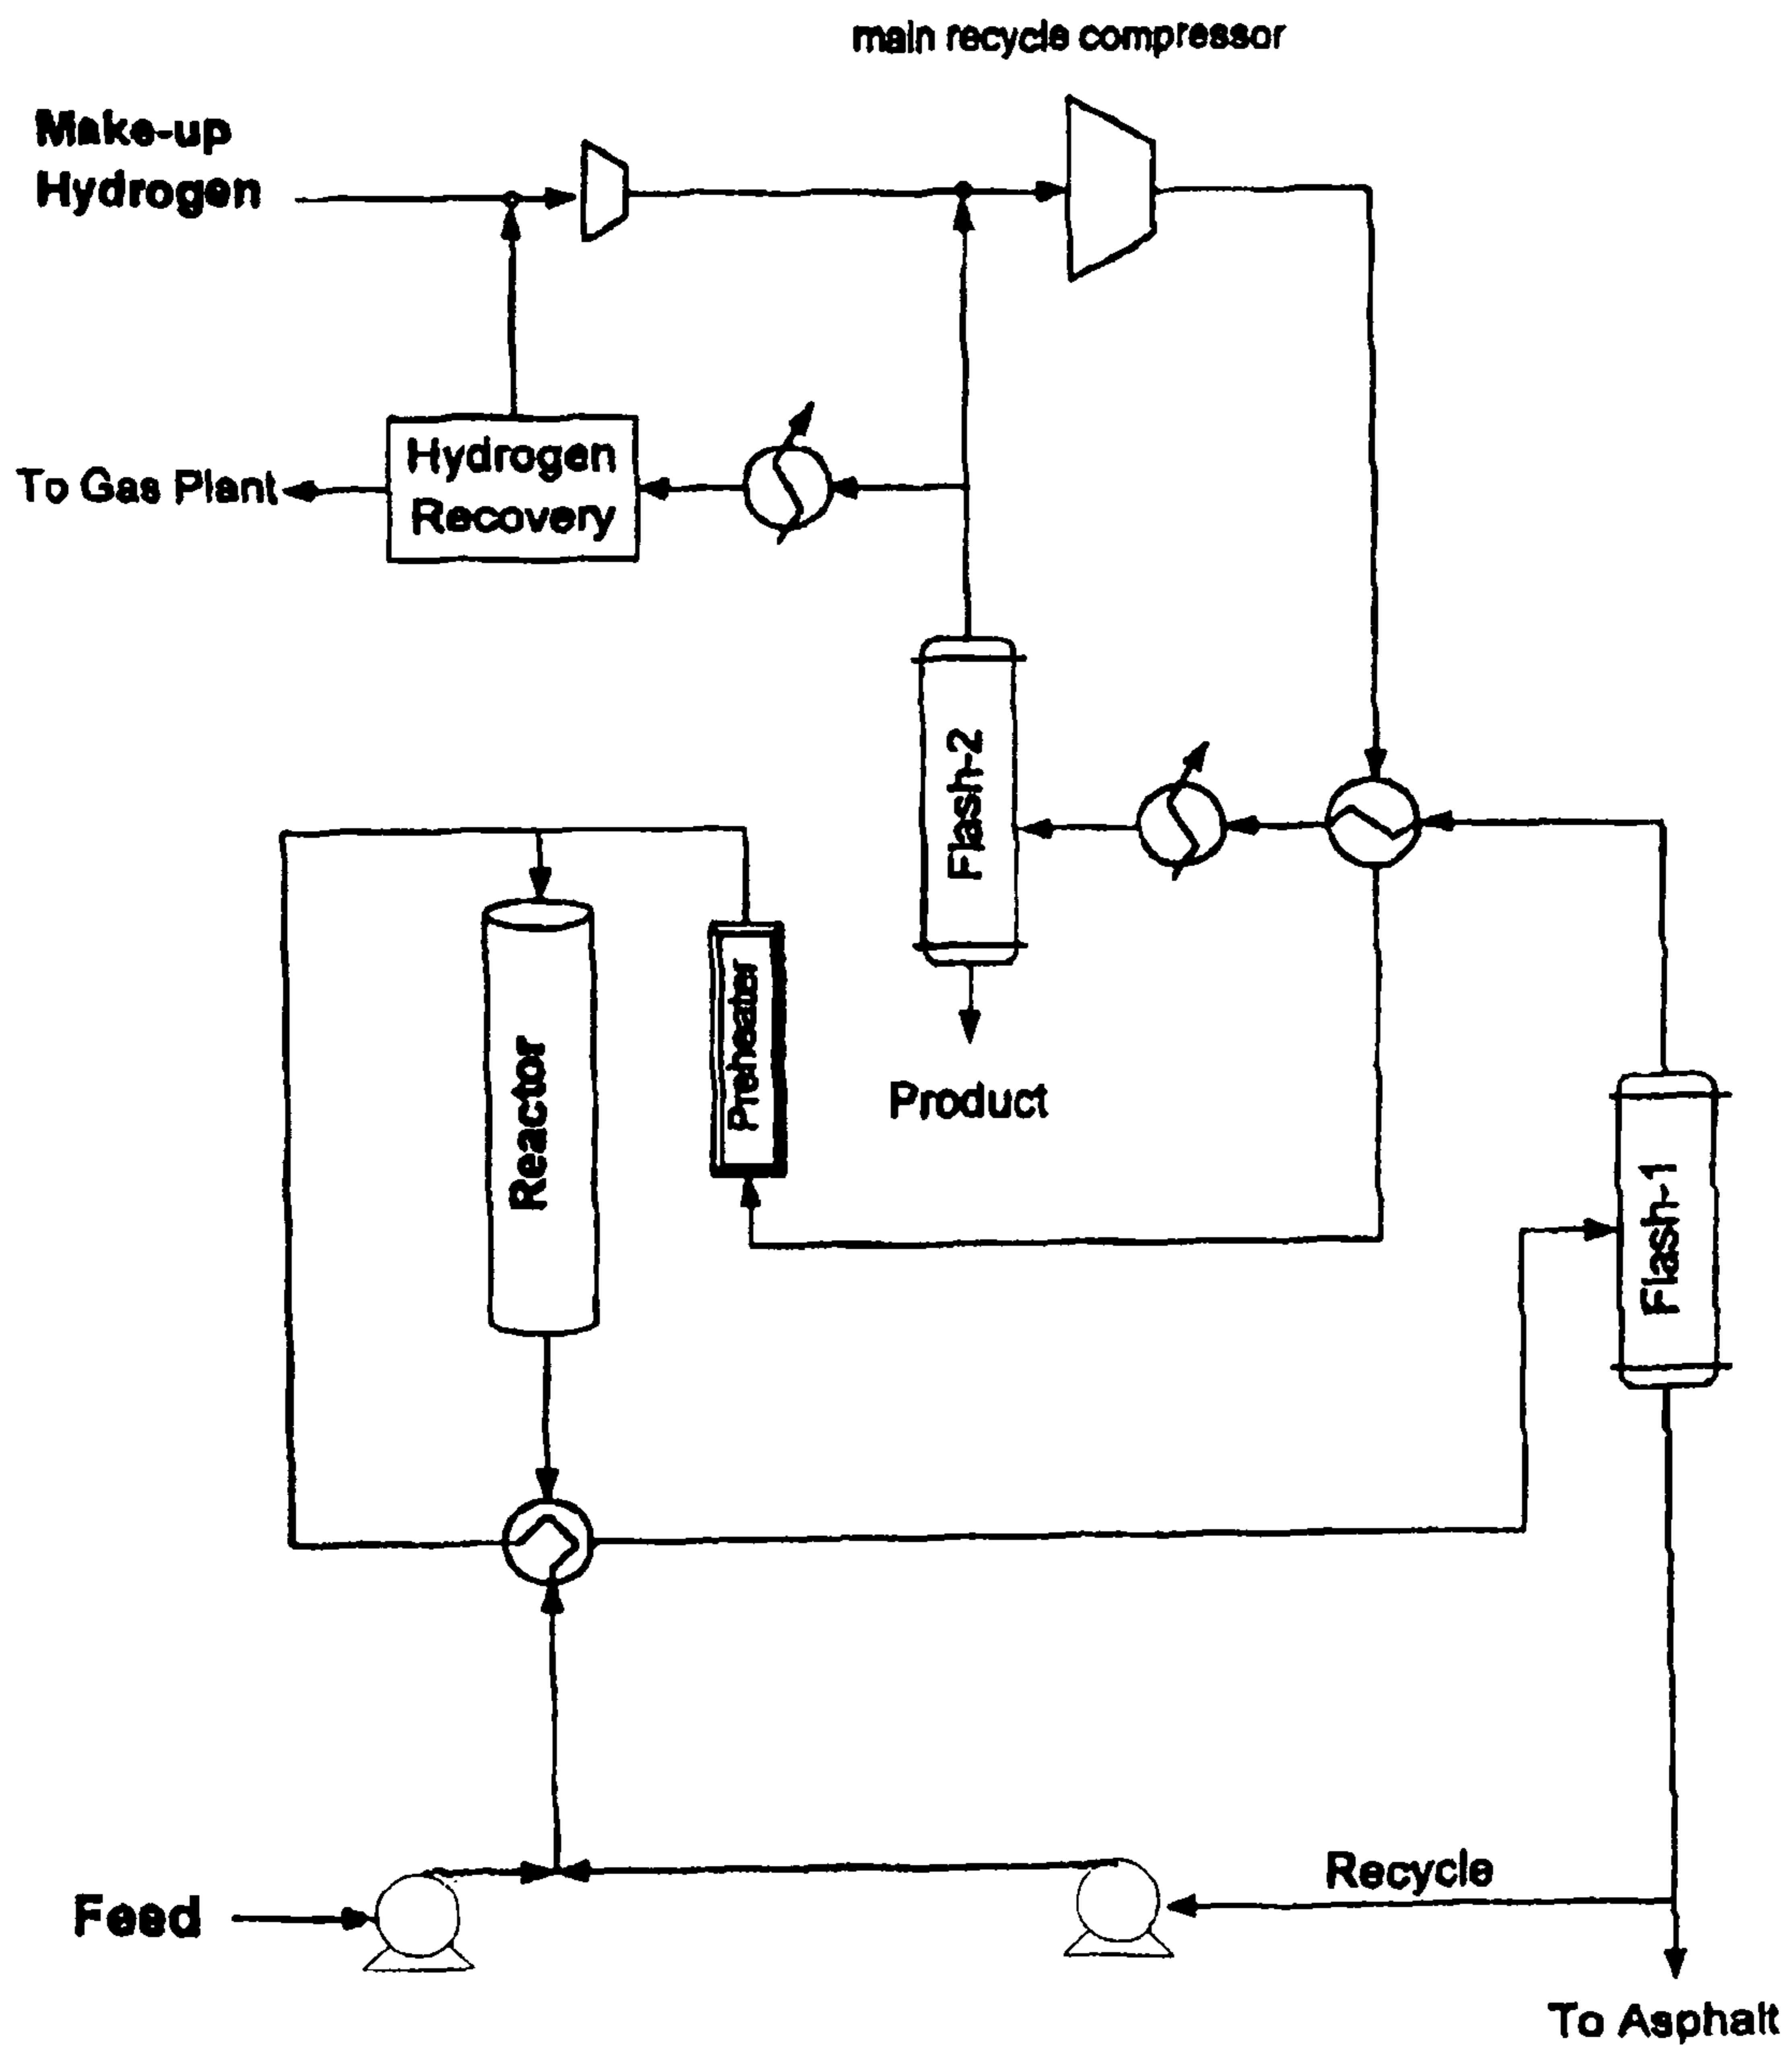 main recycle compressor
Make-up
Hydrogen
Hydrogen
Recovery
To Gas Plant
Flash-2
Reactor
Preheater
Product
Flash-1
Recycle
Feed
To Asphalt